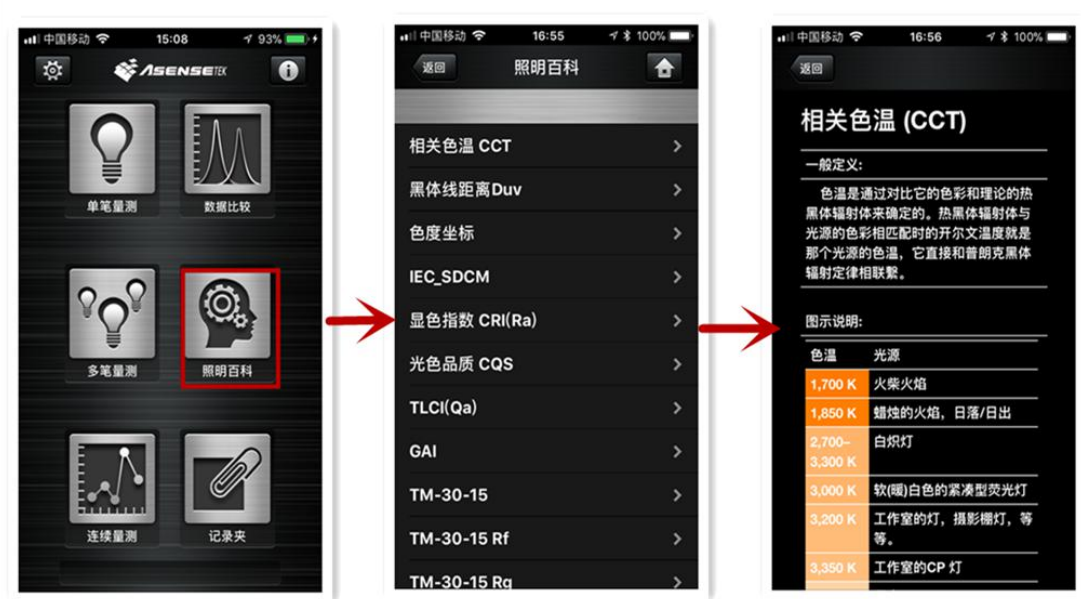 中国移动 15:08 93%
ASENSETEK
单笔量测 数据比较
多笔量测 照明百科
连续量测 记录夹
中国移动 16:55 100%
返回 照明百科
相关色温 CCT
黑体线距离Duv
色度坐标
IEC_SDCM
显色指数 CRI(Ra)
光色品质 CQS
TLCI(Qa)
GAI
TM-30-15
TM-30-15 Rf
TM-30-15 Rg
中国移动 16:56 100%
返回
相关色温 (CCT)
一般定义:
色温是通过对比它的色彩和理论的热
黑体辐射体来确定的。热黑体辐射体与
光源的色彩相匹配时的开尔文温度就是
那个光源的色温，它直接和普朗克黑体
辐射定律相联繫。
图示说明:
色温 光源
1,700 K 火柴火焰
1,850 K 蜡烛的火焰，日落/日出
2,700– 白炽灯
3,300 K
3,000 K 软(暖)白色的紧凑型荧光灯
3,200 K 工作室的灯，摄影棚灯，等
等。
3,350 K 工作室的CP 灯